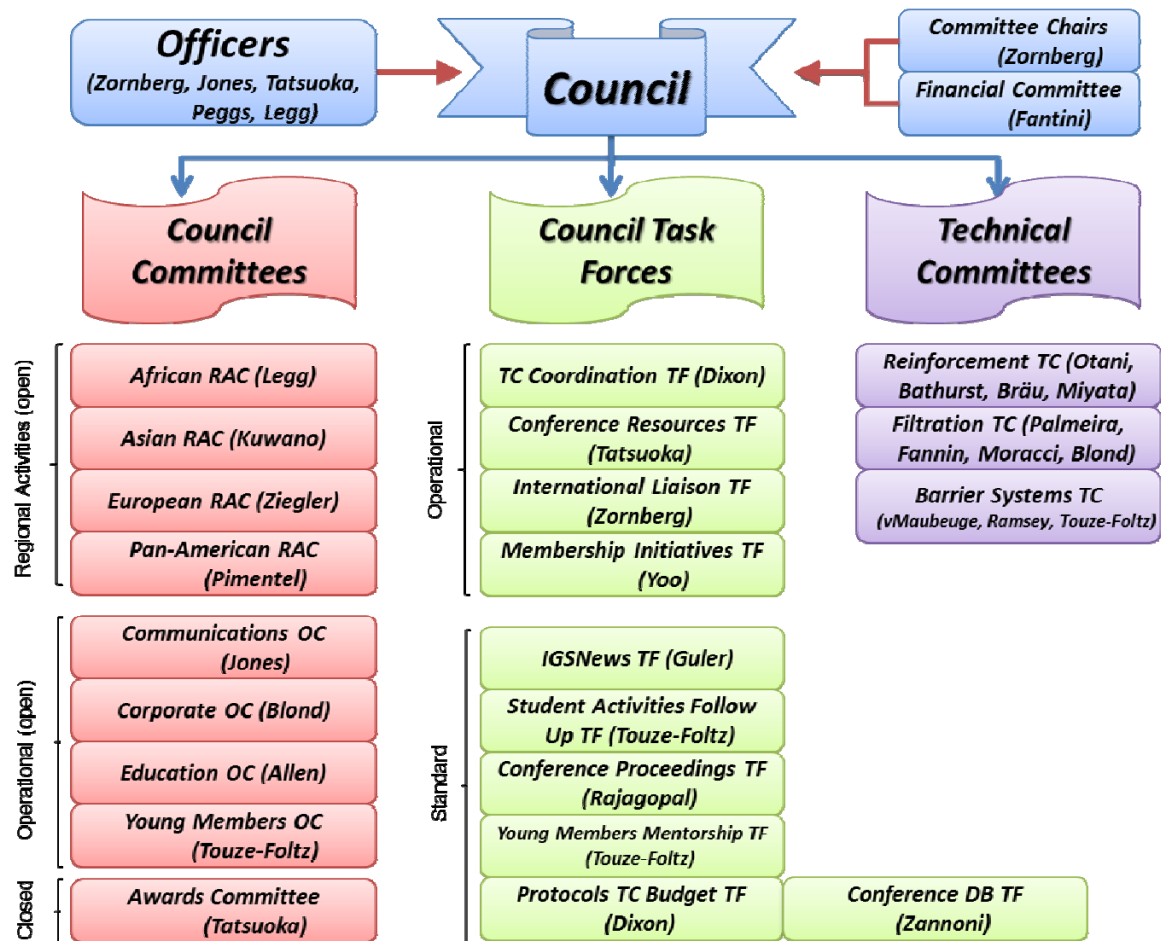 Officers
(Zornberg, Jones, Tatsuoka,
Peggs, Legg)
Council
Committee Chairs
(Zornberg)
Financial Committee
(Fantini)
Council
Committees
Council Task
Forces
Technical
Committees
Regional Activities (open)
African RAC (Legg)
Asian RAC (Kuwano)
European RAC (Ziegler)
Pan-American RAC
(Pimentel)
Operational (open)
Communications OC
(Jones)
Corporate OC (Blond)
Education OC (Allen)
Young Members OC
(Touze-Foltz)
Closed
Awards Committee
(Tatsuoka)
Operational
TC Coordination TF (Dixon)
Conference Resources TF
(Tatsuoka)
International Liaison TF
(Zornberg)
Membership Initiatives TF
(Yoo)
Standard
IGSNews TF (Guler)
Student Activities Follow
Up TF (Touze-Foltz)
Conference Proceedings TF
(Rajagopal)
Young Members Mentorship TF
(Touze-Foltz)
Protocols TC Budget TF
(Dixon)
Conference DB TF
(Zannoni)
Reinforcement TC (Otani,
Bathurst, Bräu, Miyata)
Filtration TC (Palmeira,
Fannin, Moracci, Blond)
Barrier Systems TC
(vMaubeuge, Ramsey, Touze-Foltz)